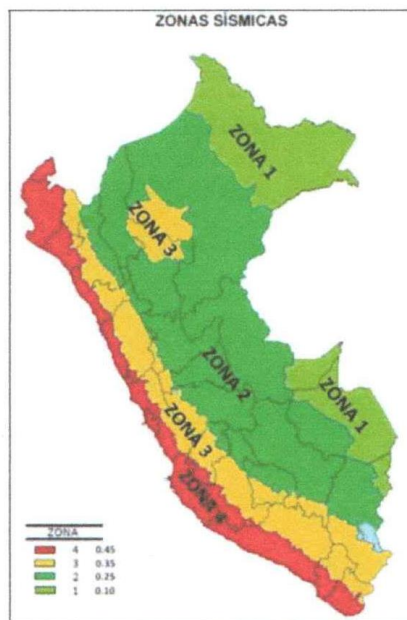 ZONAS SÍSMICAS
ZONA 1
ZONA 3
ZONA 2
ZONA 1
ZONA 3
ZONA 4
ZONA
4 0.45
3 0.35
2 0.25
1 0.10